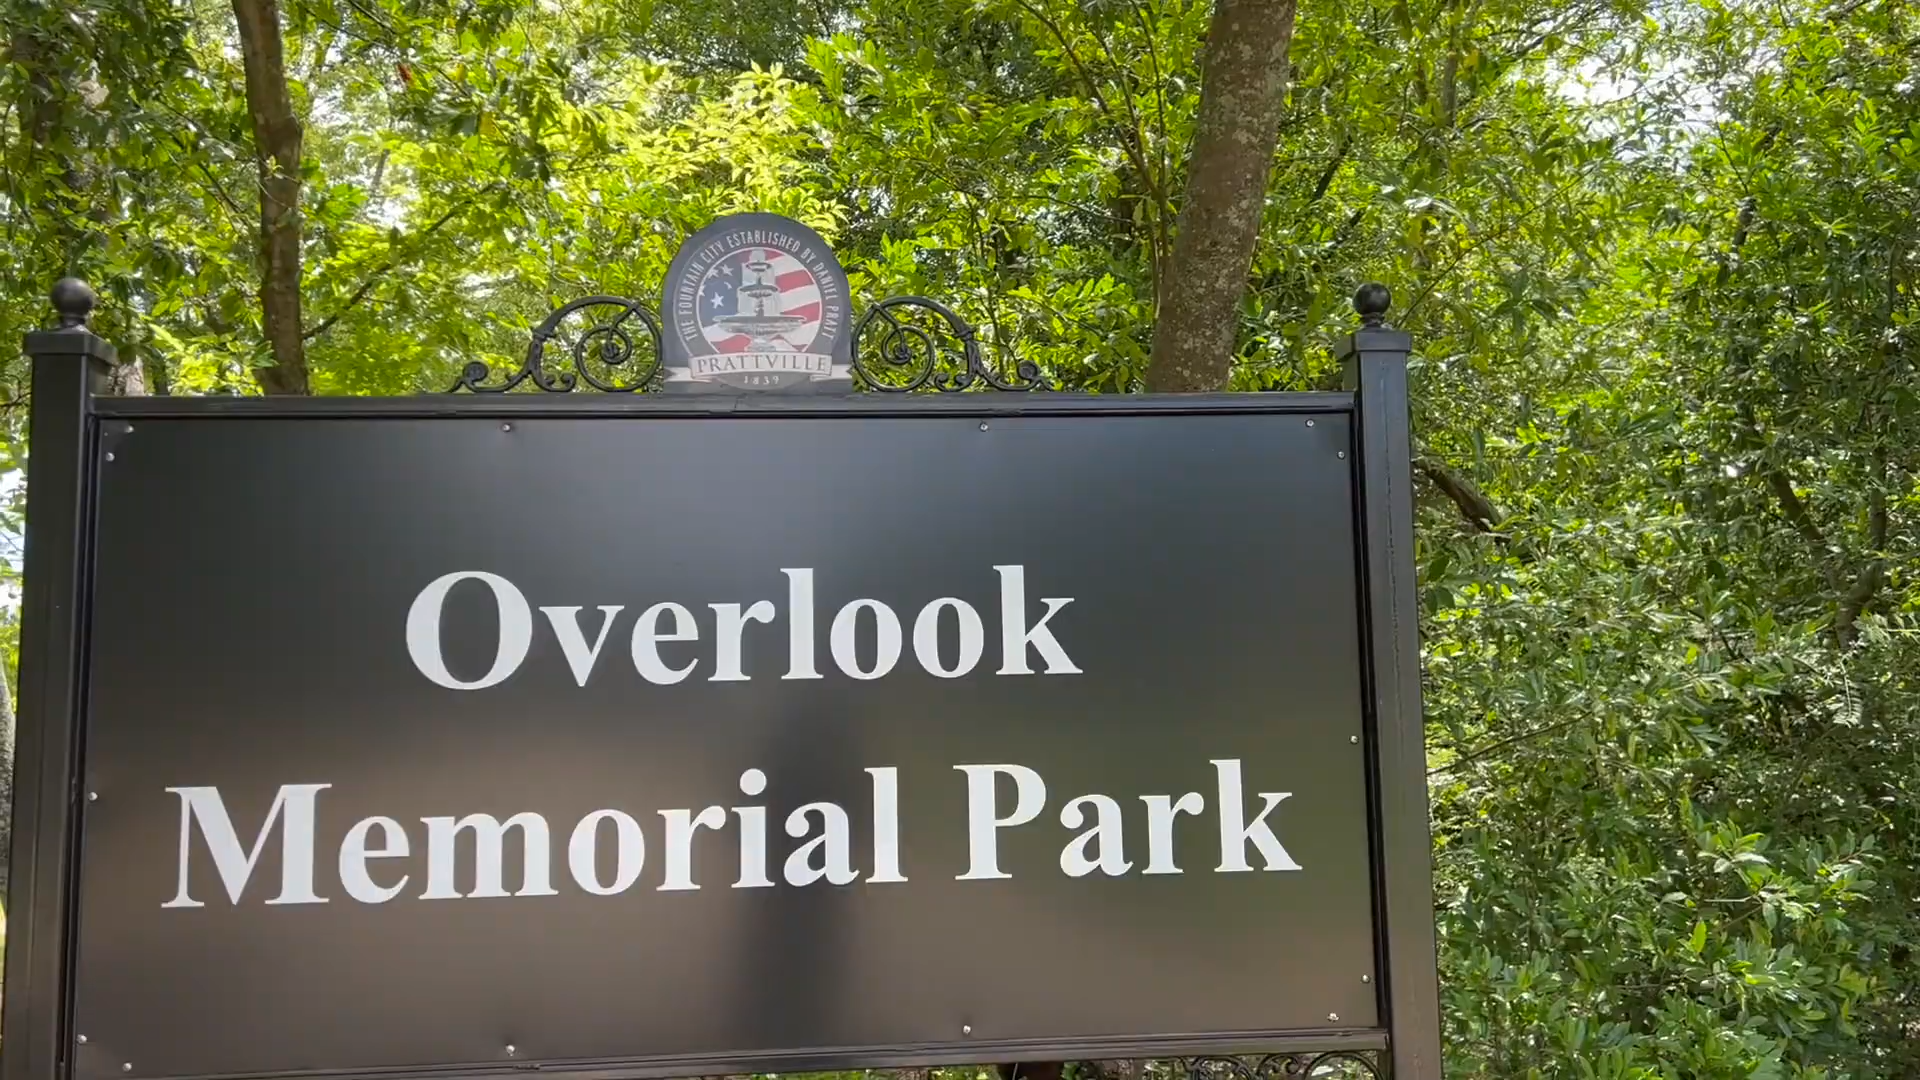 THE FOUNTAIN CITY ESTABLISHED BY DANIEL PRATT
PRATTVILLE
1839
Overlook
Memorial Park